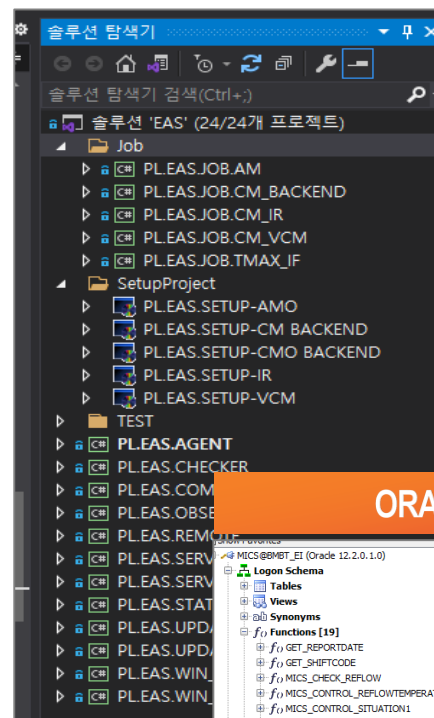 솔루션 탐색기
솔루션 탐색기 검색(Ctrl+;)
솔루션 'EAS' (24/24개 프로젝트)
Job
C# PL.EAS.JOB.AM
C# PL.EAS.JOB.CM_BACKEND
C# PL.EAS.JOB.CM_IR
C# PL.EAS.JOB.CM_VCM
C# PL.EAS.JOB.TMAX_IF
SetupProject
PL.EAS.SETUP-AMO
PL.EAS.SETUP-CM BACKEND
PL.EAS.SETUP-CMO BACKEND
PL.EAS.SETUP-IR
PL.EAS.SETUP-VCM
TEST
C# PL.EAS.AGENT
C# PL.EAS.CHECKER
C# PL.EAS.COM
C# PL.EAS.OBSE
C# PL.EAS.REMOTE
C# PL.EAS.SERV
C# PL.EAS.SERV
C# PL.EAS.STAT
C# PL.EAS.UPD
C# PL.EAS.UPD
C# PL.EAS.WIN_
C# PL.EAS.WIN_
ORA
MICS@BMBT_EI (Oracle 12.2.0.1.0)
Logon Schema
Tables
Views
Synonyms
Functions [19]
GET_REPORTDATE
GET_SHIFTCODE
MICS_CHECK_REFLOW
MICS_CONTROL_REFLOWTEMPERA
MICS_CONTROL_SITUATION1